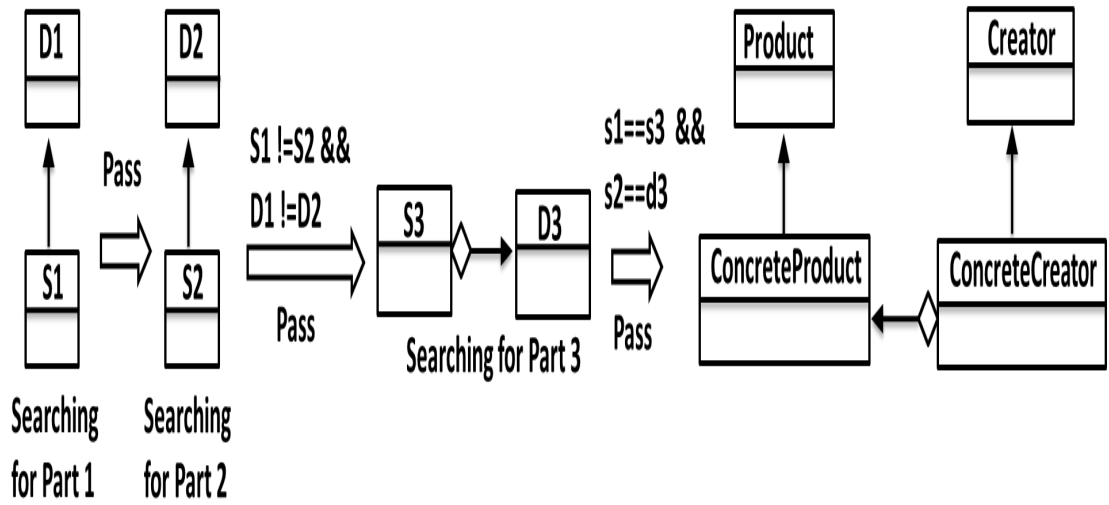 D1
D2
Product
Creator
Pass
S1 !=S2 &&
D1 !=D2
Pass
s1==s3 &&
s2==d3
Pass
S3
D3
S1
S2
ConcreteProduct
ConcreteCreator
Searching
for Part 1
Searching
for Part 2
Searching for Part 3